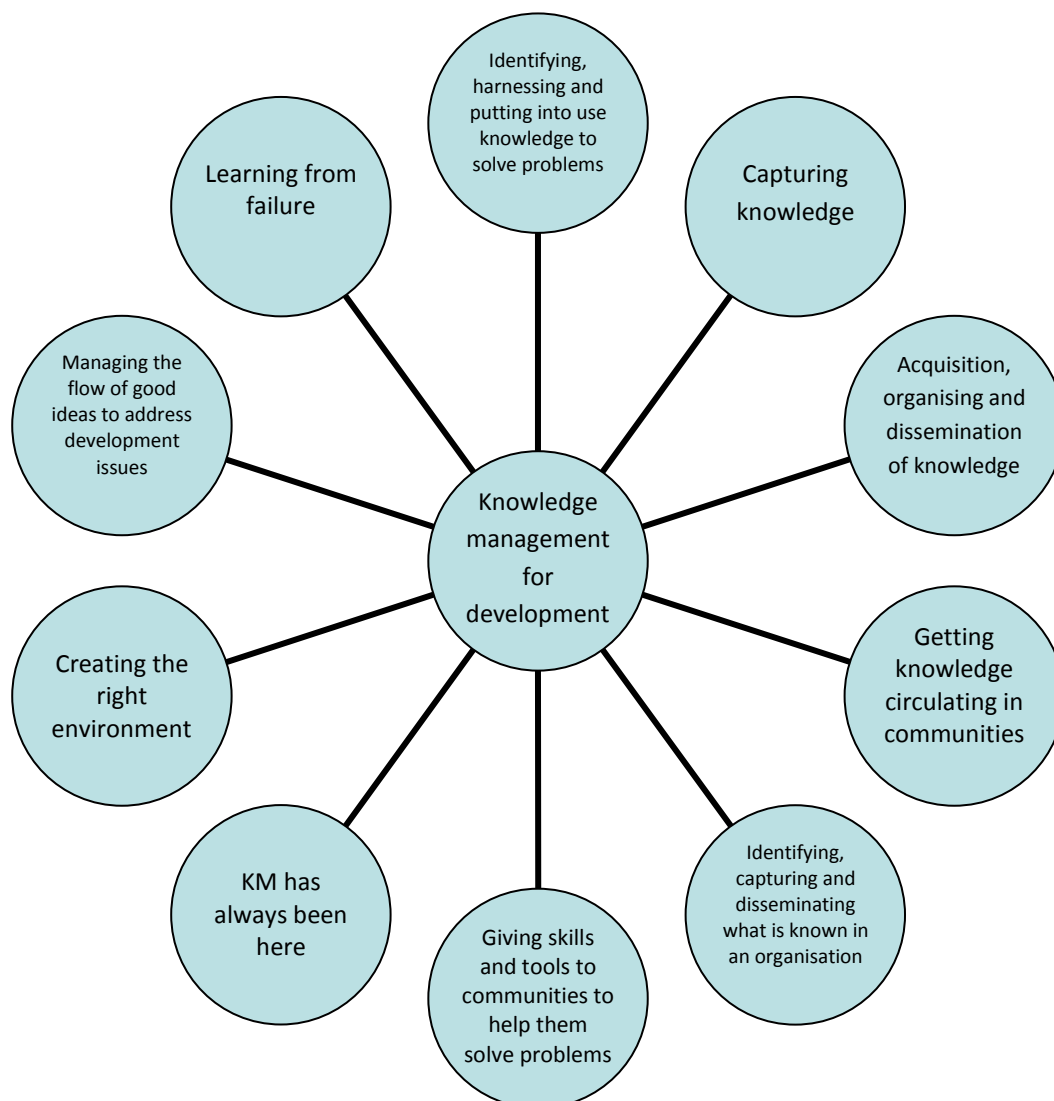 Identifying,
harnessing and
putting into use
knowledge to
solve problems
Capturing
knowledge
Acquisition,
organising and
dissemination
of knowledge
Getting
knowledge
circulating in
communities
Identifying,
capturing and
disseminating
what is known in
an organisation
Giving skills
and tools to
communities to
help them
solve problems
KM has
always been
here
Creating the
right
environment
Managing the
flow of good
ideas to address
development
issues
Learning from
failure
Knowledge
management
for
development